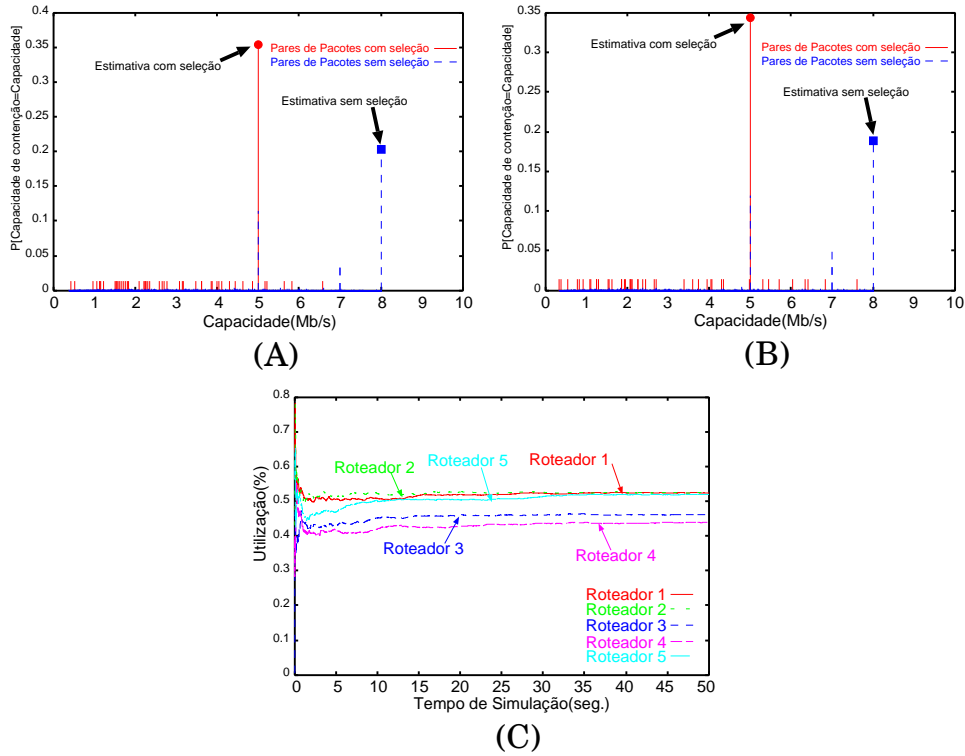 P[Capacidade de contenção=Capacidade]
0.4
0.35
0.3
0.25
0.2
0.15
0.1
0.05
0
Estimativa com seleção
Pares de Pacotes com seleção
Pares de Pacotes sem seleção
Estimativa sem seleção
0 1 2 3 4 5 6 7 8 9 10
Capacidade(Mb/s)
(A)
P[Capacidade de contenção=Capacidade]
0.35
0.3
0.25
0.2
0.15
0.1
0.05
0
Estimativa com seleção
Pares de Pacotes com seleção
Pares de Pacotes sem seleção
Estimativa sem seleção
0 1 2 3 4 5 6 7 8 9 10
Capacidade(Mb/s)
(B)
Utilização(%)
0.8
0.7
0.6
0.5
0.4
0.3
0.2
0.1
0
Roteador 2
Roteador 5
Roteador 1
Roteador 3
Roteador 4
Roteador 1
Roteador 2
Roteador 3
Roteador 4
Roteador 5
0 5 10 15 20 25 30 35 40 45 50
Tempo de Simulação(seg.)
(C)